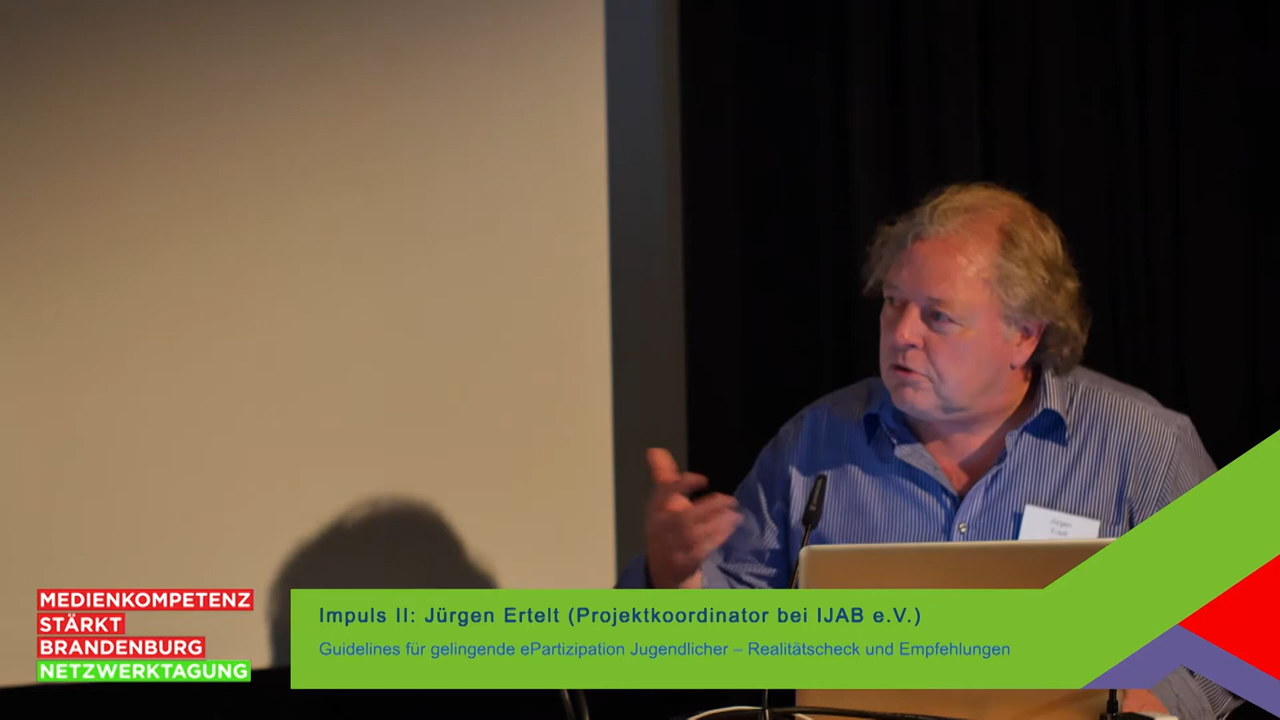 Jürgen
MEDIENKOMPETENZ
STÄRKT
BRANDENBURG
NETZWERKTAGUNG
Impuls II: Jürgen Ertelt (Projektkoordinator bei IJAB e.V.)
Guidelines für gelingende ePartizipation Jugendlicher – Realitätscheck und Empfehlungen